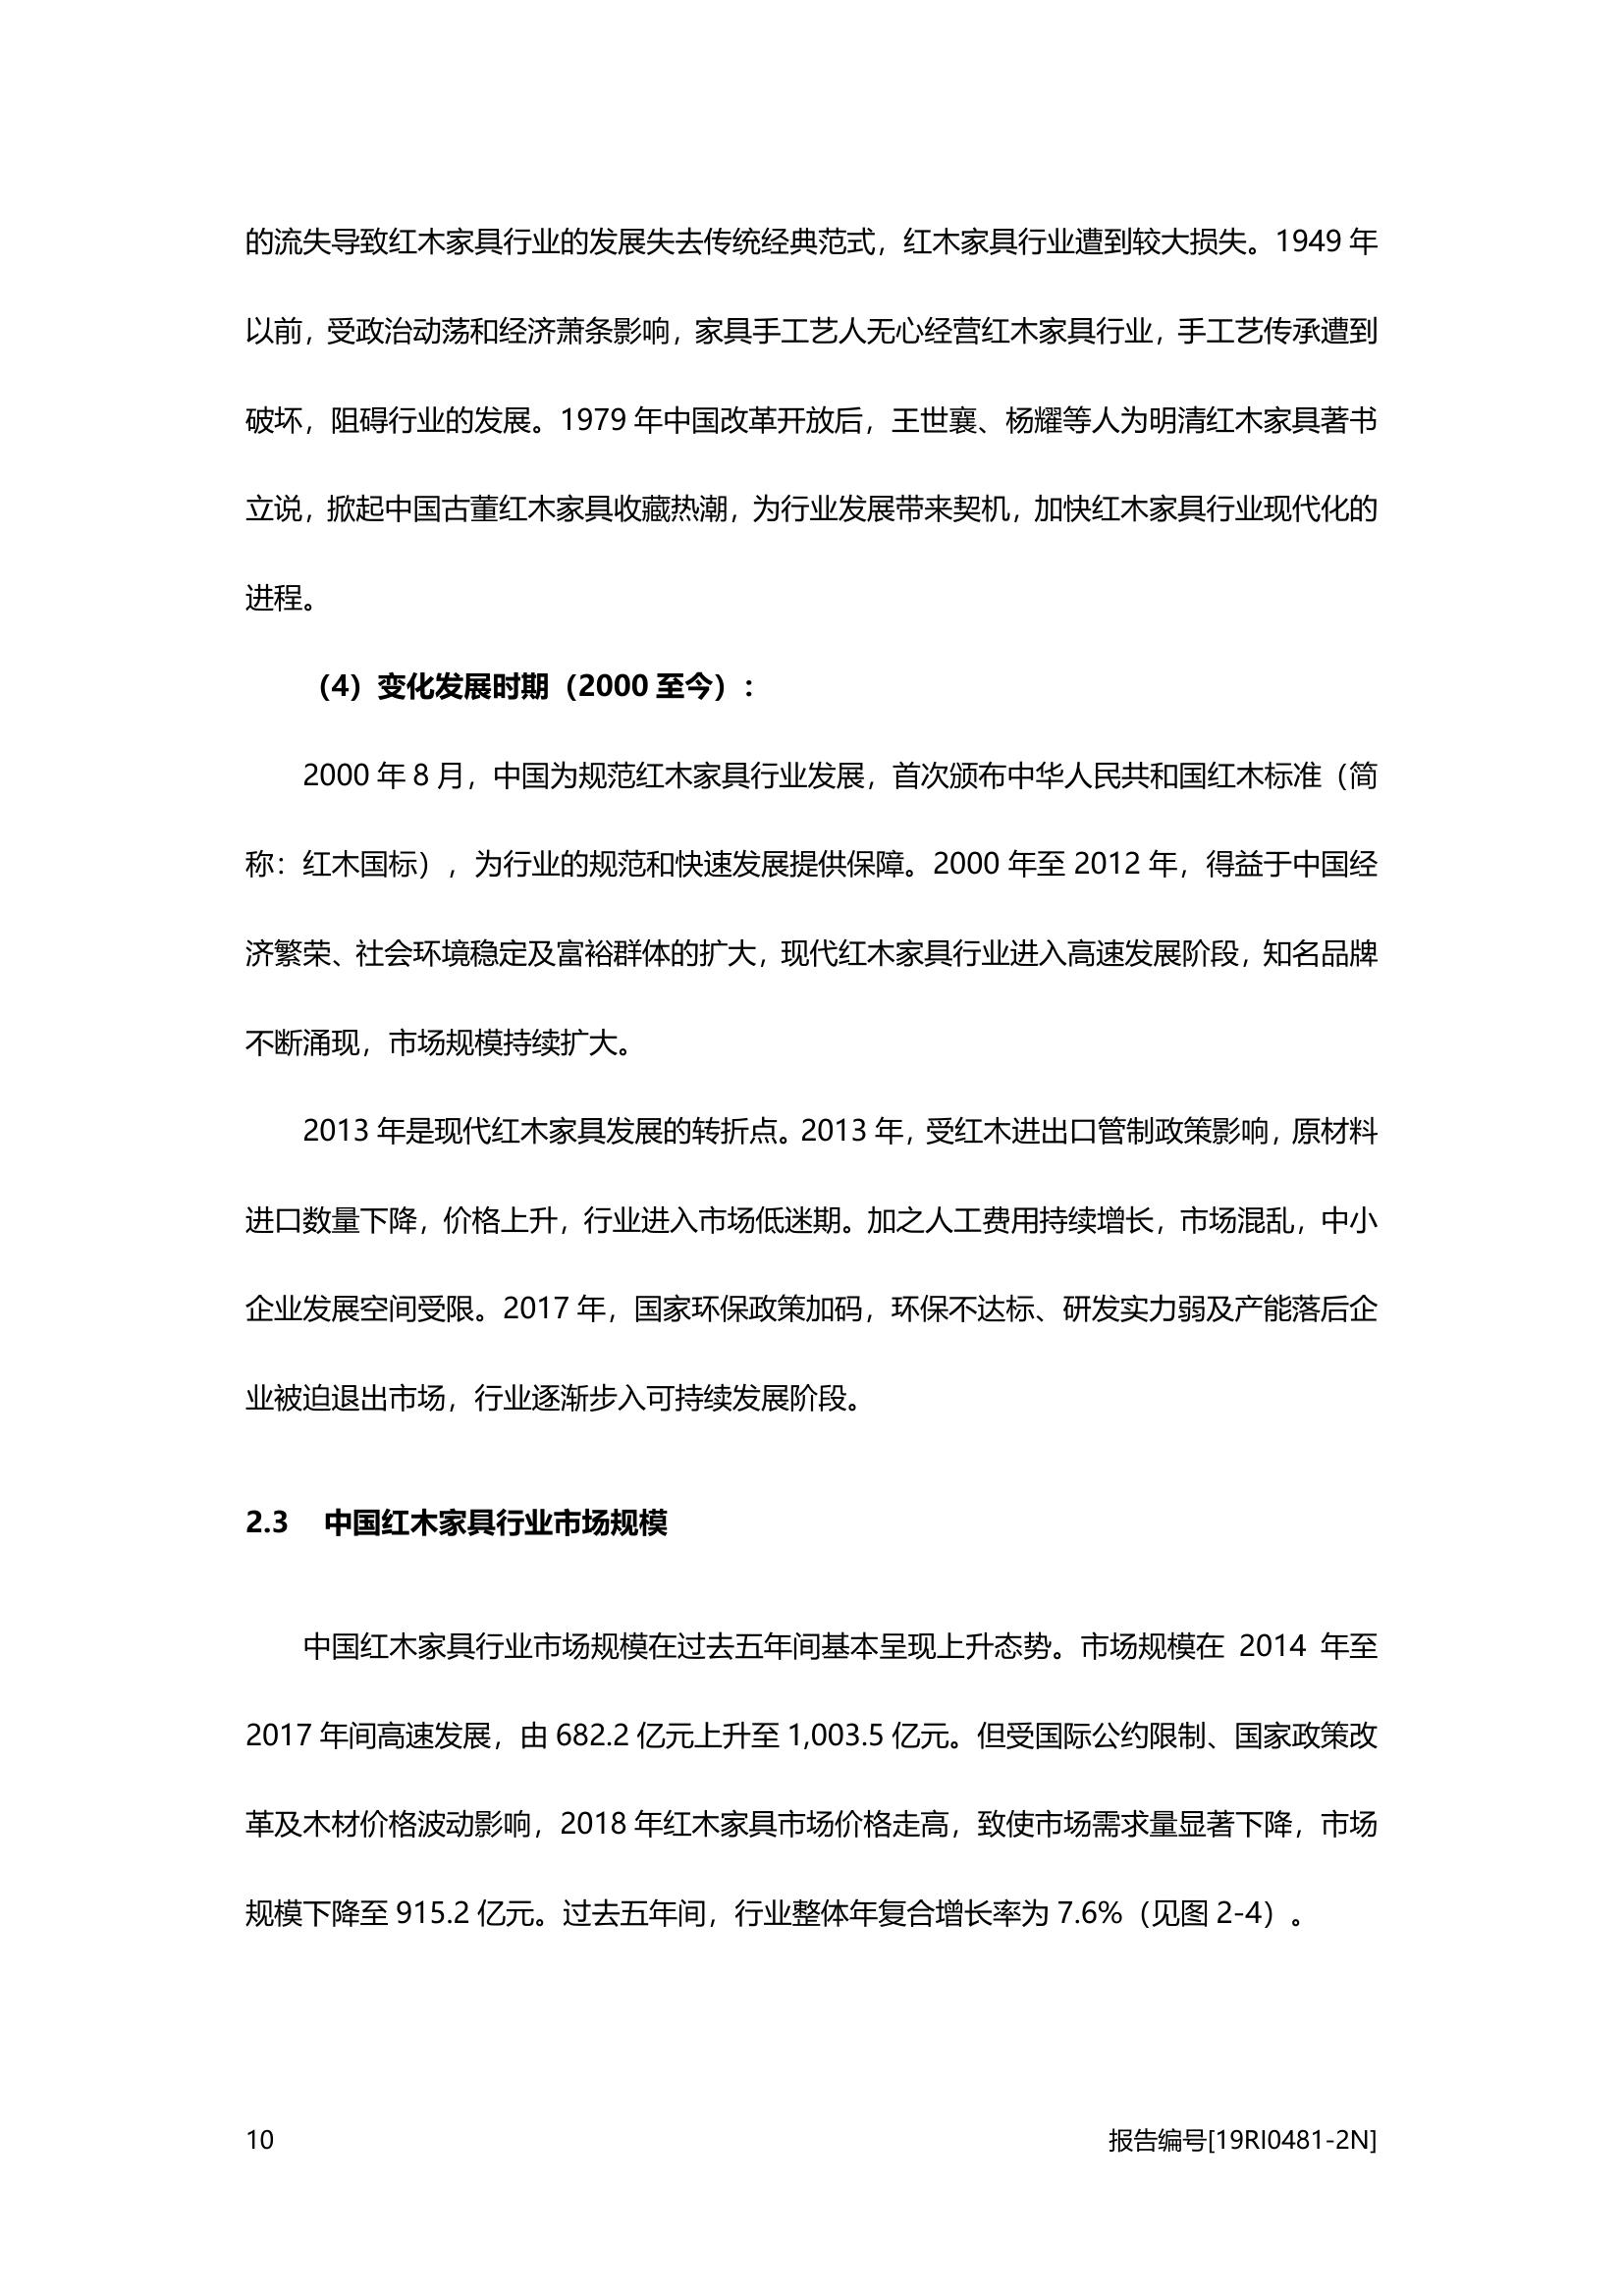 的流失导致红木家具行业的发展失去传统经典范式，红木家具行业遭到较大损失。1949 年
以前，受政治动荡和经济萧条影响，家具手工艺人无心经营红木家具行业，手工艺传承遭到
破坏，阻碍行业的发展。1979 年中国改革开放后，王世襄、杨耀等人为明清红木家具著书
立说，掀起中国古董红木家具收藏热潮，为行业发展带来契机，加快红木家具行业现代化的
进程。
（4）变化发展时期（2000 至今）：
2000 年 8 月，中国为规范红木家具行业发展，首次颁布中华人民共和国红木标准（简
称：红木国标），为行业的规范和快速发展提供保障。2000 年至 2012 年，得益于中国经
济繁荣、社会环境稳定及富裕群体的扩大，现代红木家具行业进入高速发展阶段，知名品牌
不断涌现，市场规模持续扩大。
2013 年是现代红木家具发展的转折点。2013 年，受红木进出口管制政策影响，原材料
进口数量下降，价格上升，行业进入市场低迷期。加之人工费用持续增长，市场混乱，中小
企业发展空间受限。2017 年，国家环保政策加码，环保不达标、研发实力弱及产能落后企
业被迫退出市场，行业逐渐步入可持续发展阶段。
2.3 中国红木家具行业市场规模
中国红木家具行业市场规模在过去五年间基本呈现上升态势。市场规模在 2014 年至
2017 年间高速发展，由 682.2 亿元上升至 1,003.5 亿元。但受国际公约限制、国家政策改
革及木材价格波动影响，2018 年红木家具市场价格走高，致使市场需求量显著下降，市场
规模下降至 915.2 亿元。过去五年间，行业整体年复合增长率为 7.6%（见图 2-4）。
10 报告编号[19RI0481-2N]